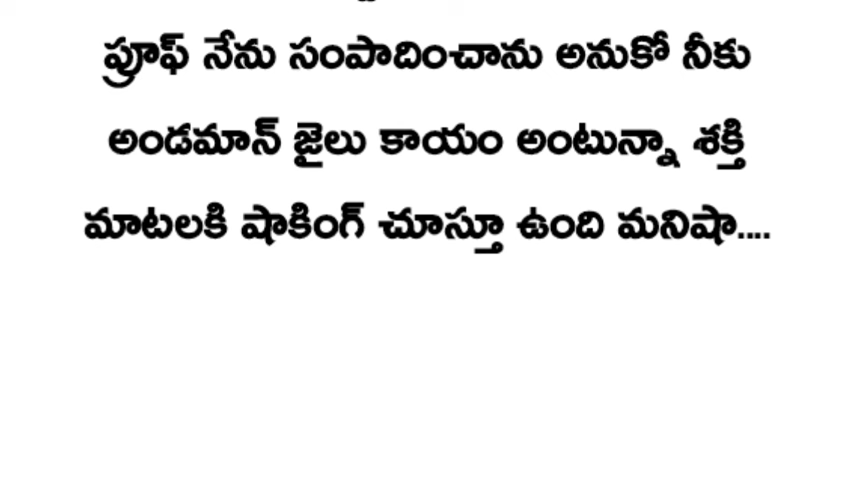 ప్రూఫ్ నేను సంపాదించాను అనుకో నీకు
అండమాన్ జైలు కాయం అంటున్నా శక్తి
మాటలకి షాకింగ్ చూస్తూ ఉంది మనిషా....